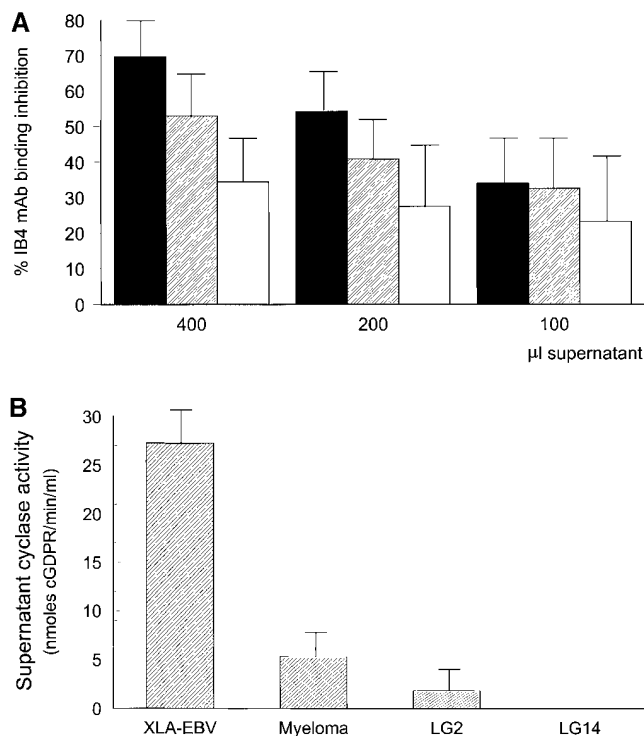 A
% IB4 mAb binding inhibition
80
70
60
50
40
30
20
10
0
400 200 100
µl supernatant
B
Supernatant cyclase activity
(nmoles cGDPR/min/ml)
30
25
20
15
10
5
0
XLA-EBV Myeloma LG2 LG14